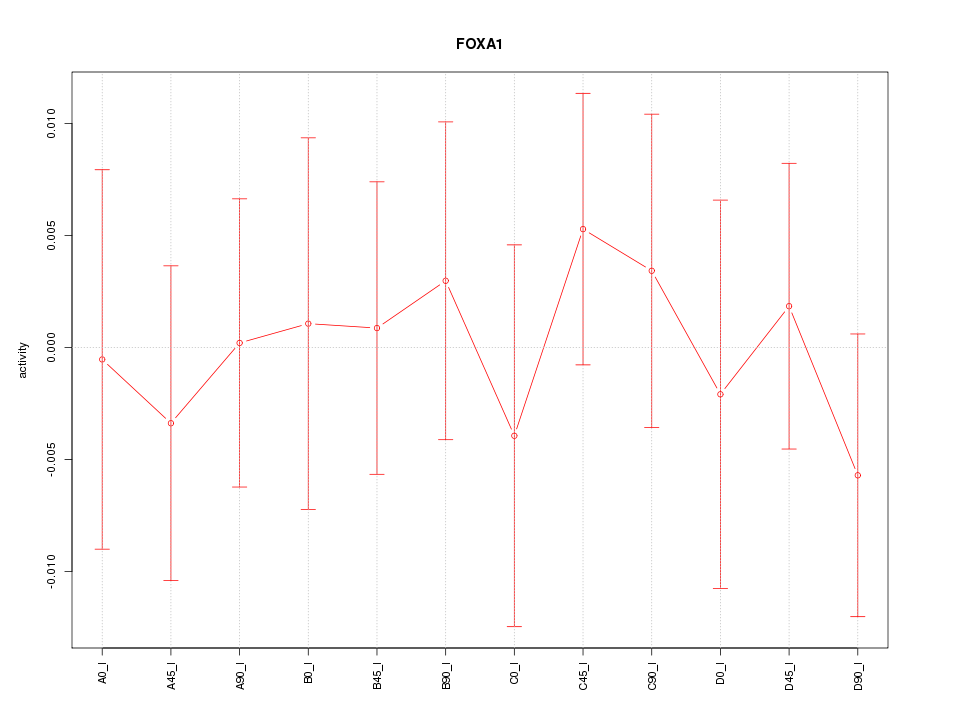 FOXA1
activity
0.010
0.005
0.000
-0.005
-0.010
A0_I
A45_I
A90_I
B0_I
B45_I
B90_I
C0_I
C45_I
C90_I
D0_I
D45_I
D90_I